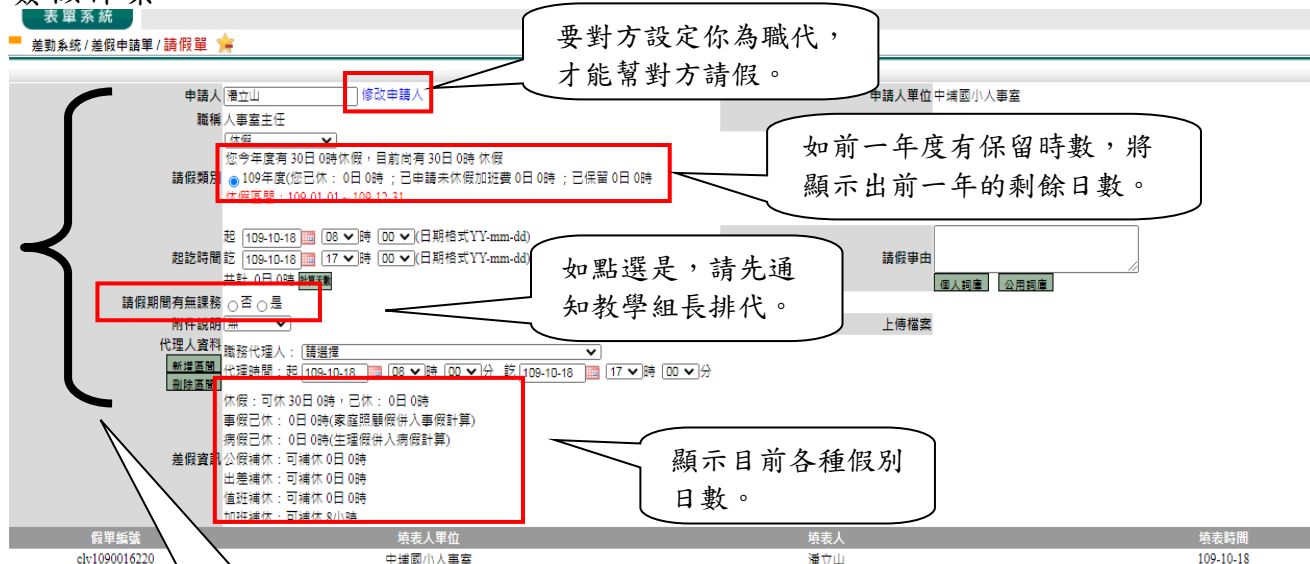 表單系統
差勤系統 / 差假申請單 / 請假單
要對方設定你為職代，
才能幫對方請假。
申請人 潘立山 修改申請人
申請人單位 中埔國小人事室
職稱 人事室主任
休假
您今年度有 30日 0時休假，目前尚有 30日 0時 休假
請假類別 109年度(您已休： 0日 0時 ；已申請未休假加班費 0日 0時 ；已保留 0日 0時
休假區間：109-01-01 ~ 109-12-31
如前一年度有保留時數，將
顯示出前一年的剩餘日數。
起 109-10-18 08 時 00 (日期格式YY-mm-dd)
起訖時間 訖 109-10-18 17 時 00 (日期格式YY-mm-dd)
共計 0日 0時 計算天數
請假事由
個人詞庫 公用詞庫
如點選是，請先通
知教學組長排代。
請假期間有無課務 否 是
附件說明 無
上傳檔案
代理人資料 職務代理人： 請選擇
新增區間 代理時間：起 109-10-18 08 時 00 分 訖 109-10-18 17 時 00 分
刪除區間
休假：可休 30日 0時，已休： 0日 0時
事假已休： 0日 0時(家庭照顧假併入事假計算)
病假已休： 0日 0時(生理假併入病假計算)
差假資訊 公假補休：可補休 0日 0時
出差補休：可補休 0日 0時
值班補休：可補休 0日 0時
加班補休：可補休 8小時
顯示目前各種假別
日數。
假單編號 填表人單位 填表人 填表時間
clv1090016220 中埔國小人事室 潘立山 109-10-18